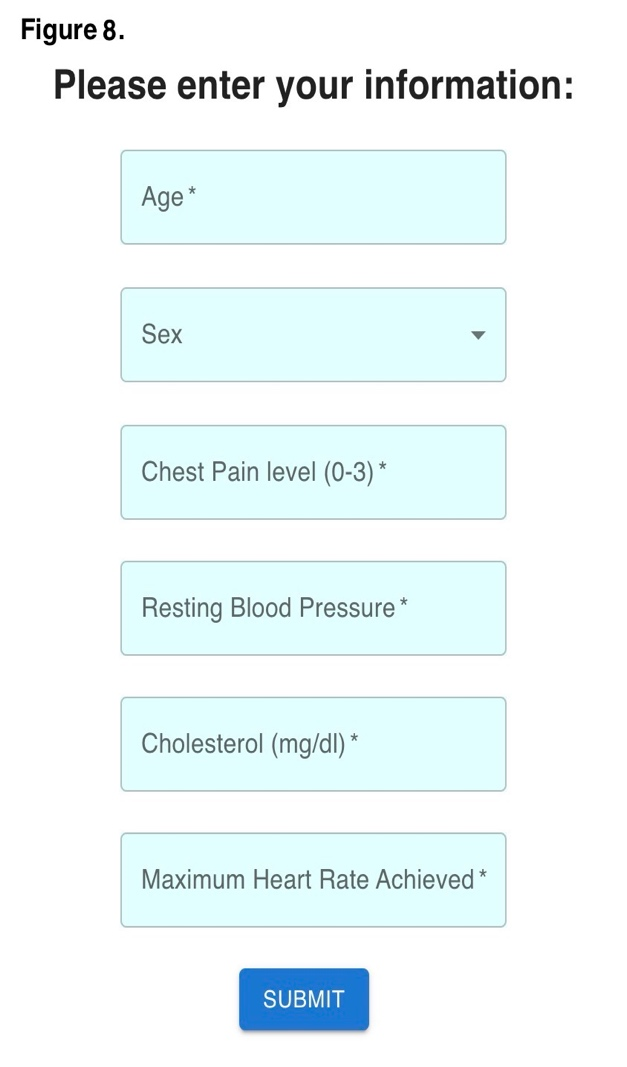 Figure 8.
Please enter your information:
Age *
Sex
Chest Pain level (0-3) *
Resting Blood Pressure *
Cholesterol (mg/dl) *
Maximum Heart Rate Achieved *
SUBMIT